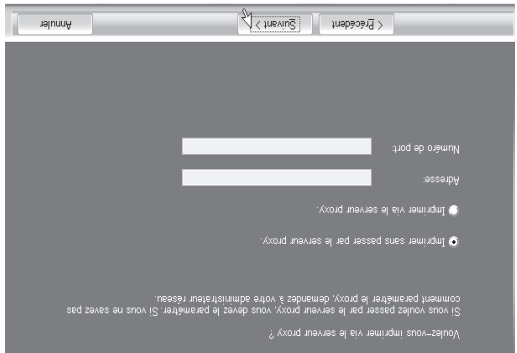 Voulez-vous imprimer via le serveur proxy ?
Si vous voulez passer par le serveur proxy, vous devez le paramétrer. Si vous ne savez pas
comment paramétrer le proxy, demandez à votre administrateur réseau.
Imprimer sans passer par le serveur proxy.
Imprimer via le serveur proxy.
Adresse:
Numéro de port:
< Précédent
Suivant >
Annuler